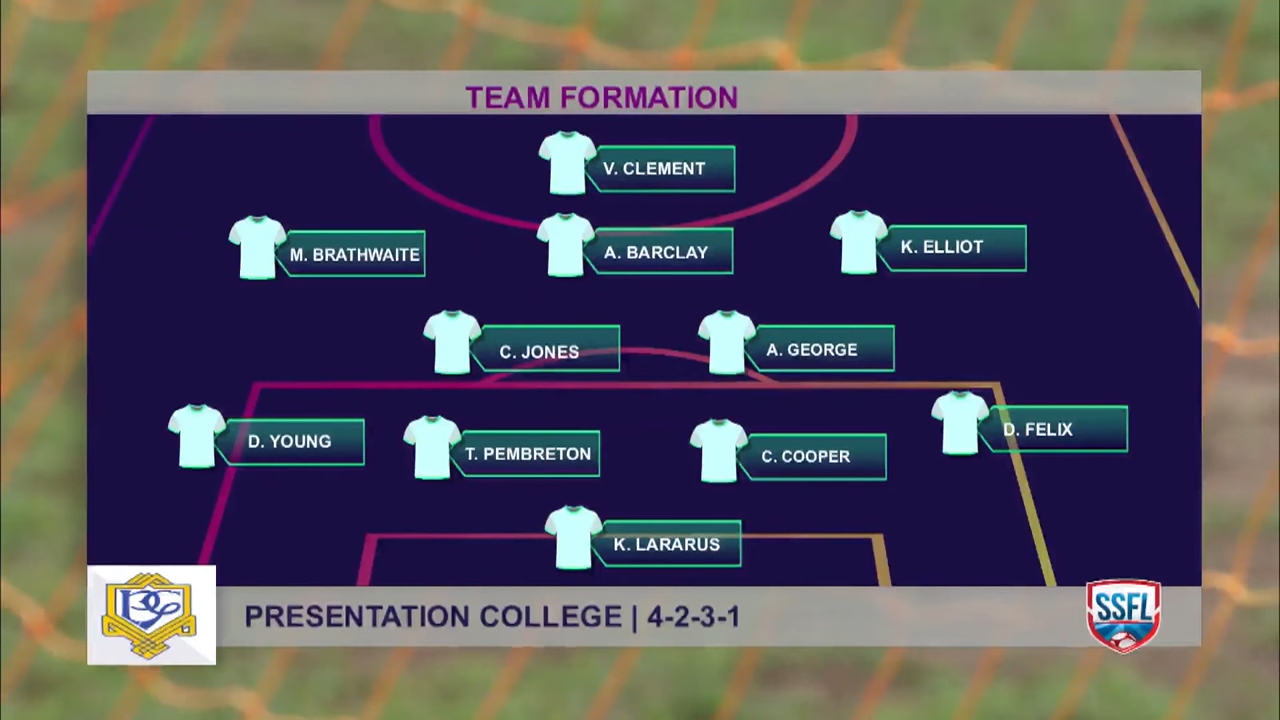 TEAM FORMATION
V. CLEMENT
M. BRATHWAITE
A. BARCLAY
K. ELLIOT
C. JONES
A. GEORGE
D. YOUNG
T. PEMBRETON
C. COOPER
D. FELIX
K. LARARUS
PRESENTATION COLLEGE | 4-2-3-1
SSFL